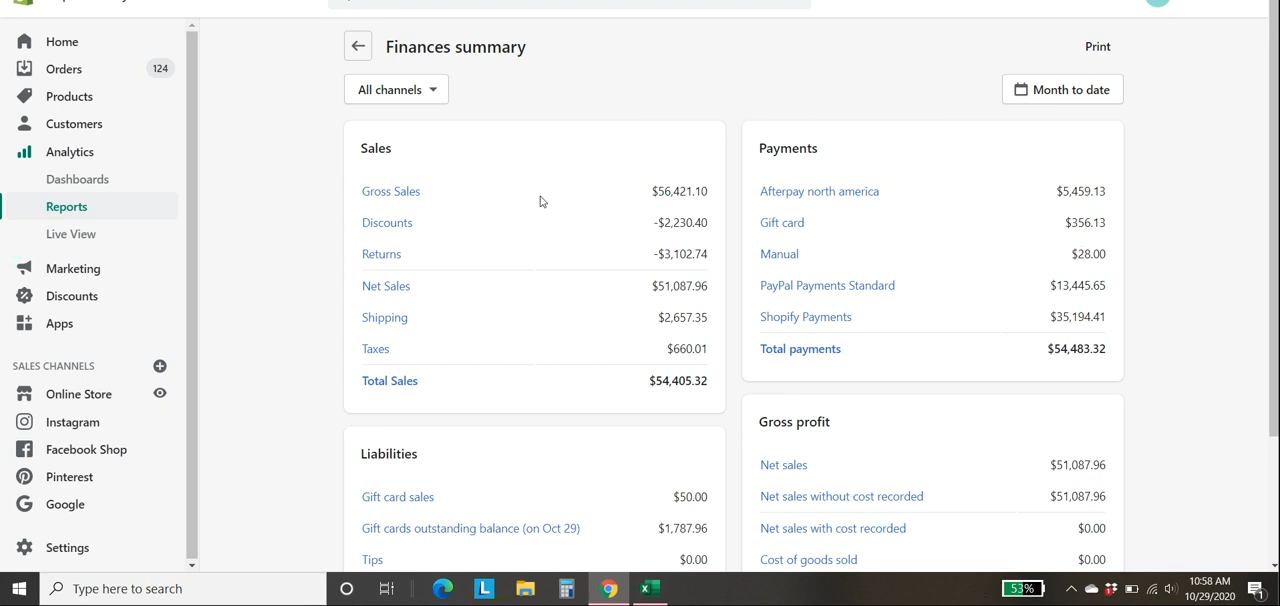 Home
Orders 124
Products
Customers
Analytics
Dashboards
Reports
Live View
Marketing
Discounts
Apps
SALES CHANNELS
Online Store
Instagram
Facebook Shop
Pinterest
Google
Settings
Finances summary
Print
All channels
Month to date
Sales
Gross Sales $56,421.10
Discounts -$2,230.40
Returns -$3,102.74
Net Sales $51,087.96
Shipping $2,657.35
Taxes $660.01
Total Sales $54,405.32
Liabilities
Gift card sales $50.00
Gift cards outstanding balance (on Oct 29) $1,787.96
Tips $0.00
Payments
Afterpay north america $5,459.13
Gift card $356.13
Manual $28.00
PayPal Payments Standard $13,445.65
Shopify Payments $35,194.41
Total payments $54,483.32
Gross profit
Net sales $51,087.96
Net sales without cost recorded $51,087.96
Net sales with cost recorded $0.00
Cost of goods sold $0.00
Type here to search
53%
10:58 AM
10/29/2020